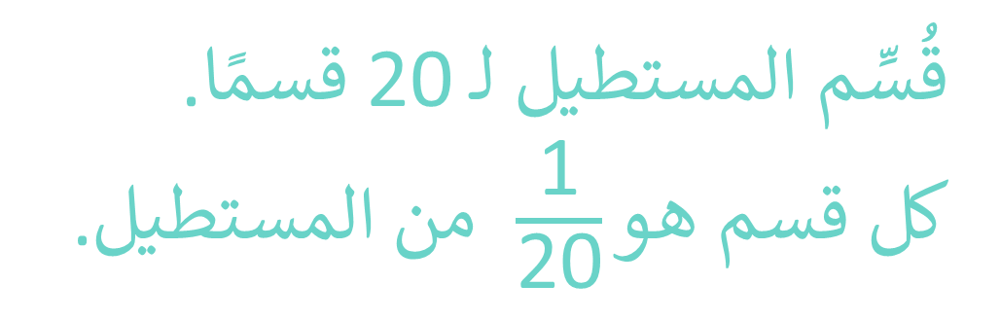 قُسِّم المستطيل لـ 20 قسمًا.
كل قسم هو 1/20 من المستطيل.